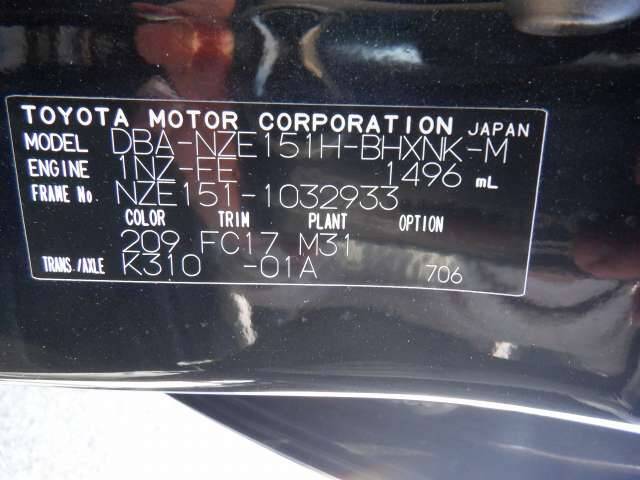 TOYOTA MOTOR CORPORATION JAPAN
MODEL DBA-NZE151H-BHXNK-M
ENGINE 1NZ-FE 1496 mL
FRAME No. NZE151-1032933
COLOR TRIM PLANT OPTION
209 FC17 M31
TRANS./AXLE K310 -01A 706